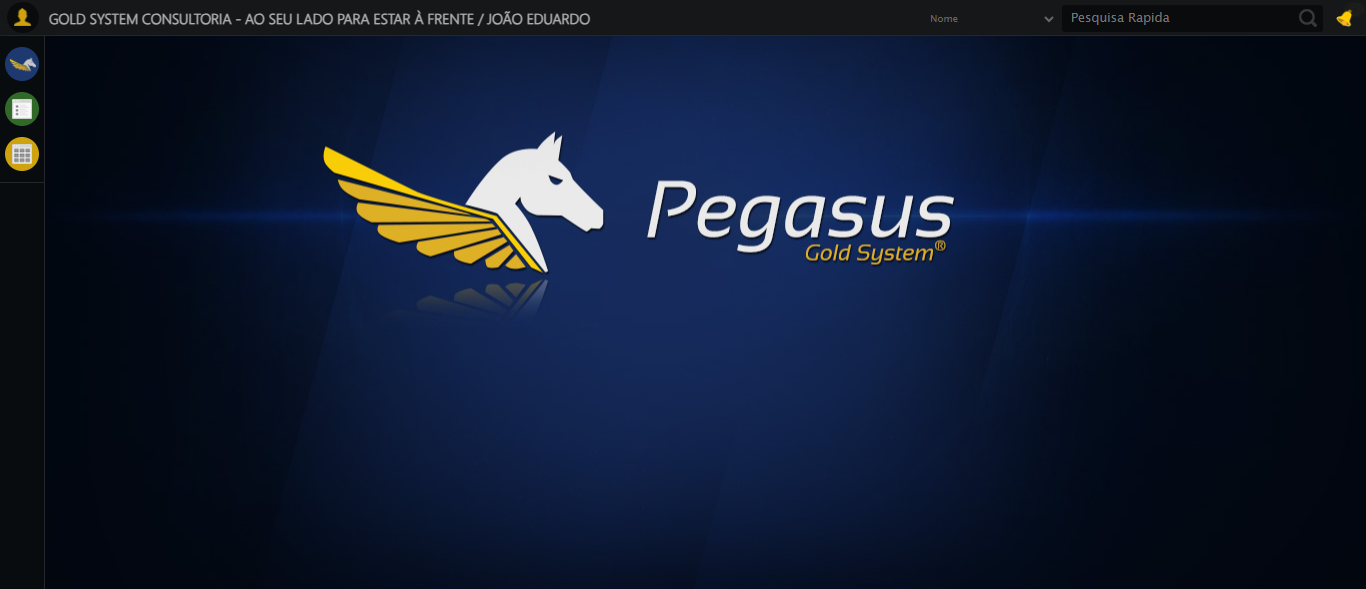 GOLD SYSTEM CONSULTORIA - AO SEU LADO PARA ESTAR À FRENTE / JOÃO EDUARDO
Nome
Pesquisa Rapida
Pegasus
Gold System®